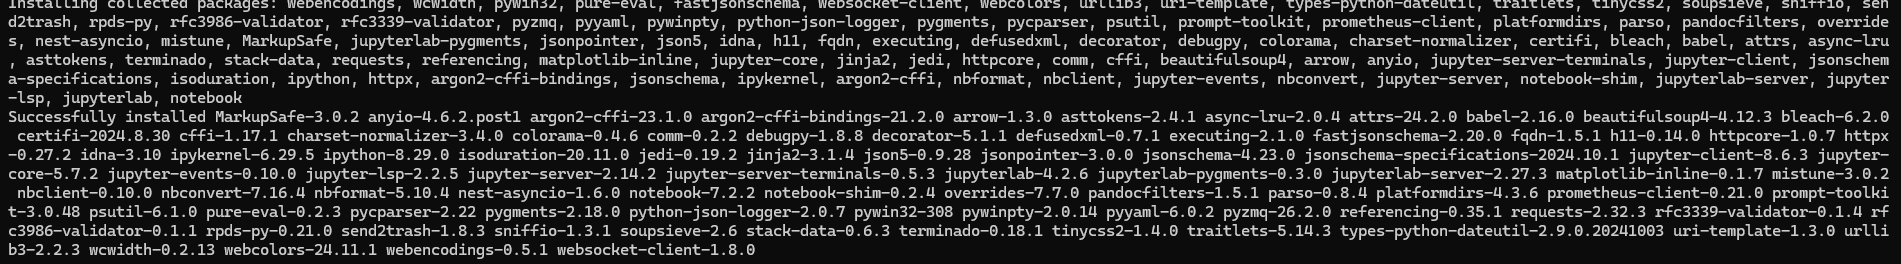 Installing collected packages: webencodings, wcwidth, pywin32, pure-eval, fastjsonschema, websocket-client, webcolors, urllib3, uri-template, types-python-dateutil, traitlets, tinycss2, soupsieve, sniffio, sen
d2trash, rpds-py, rfc3986-validator, rfc3339-validator, pyzmq, pyyaml, pywinpty, python-json-logger, pygments, pycparser, psutil, prompt-toolkit, prometheus-client, platformdirs, parso, pandocfilters, override
s, nest-asyncio, mistune, MarkupSafe, jupyterlab-pygments, jsonpointer, json5, idna, h11, fqdn, executing, defusedxml, decorator, debugpy, colorama, charset-normalizer, certifi, bleach, babel, attrs, async-lru
, asttokens, terminado, stack-data, requests, referencing, matplotlib-inline, jupyter-core, jinja2, jedi, httpcore, comm, cffi, beautifulsoup4, arrow, anyio, jupyter-server-terminals, jupyter-client, jsonschem
a-specifications, isoduration, ipython, httpx, argon2-cffi-bindings, jsonschema, ipykernel, argon2-cffi, nbformat, nbclient, jupyter-events, nbconvert, jupyter-server, notebook-shim, jupyterlab-server, jupyter
-lsp, jupyterlab, notebook
Successfully installed MarkupSafe-3.0.2 anyio-4.6.2.post1 argon2-cffi-23.1.0 argon2-cffi-bindings-21.2.0 arrow-1.3.0 asttokens-2.4.1 async-lru-2.0.4 attrs-24.2.0 babel-2.16.0 beautifulsoup4-4.12.3 bleach-6.2.0
certifi-2024.8.30 cffi-1.17.1 charset-normalizer-3.4.0 colorama-0.4.6 comm-0.2.2 debugpy-1.8.8 decorator-5.1.1 defusedxml-0.7.1 executing-2.1.0 fastjsonschema-2.20.0 fqdn-1.5.1 h11-0.14.0 httpcore-1.0.7 httpx
-0.27.2 idna-3.10 ipykernel-6.29.5 ipython-8.29.0 isoduration-20.11.0 jedi-0.19.2 jinja2-3.1.4 json5-0.9.28 jsonpointer-3.0.0 jsonschema-4.23.0 jsonschema-specifications-2024.10.1 jupyter-client-8.6.3 jupyter-
core-5.7.2 jupyter-events-0.10.0 jupyter-lsp-2.2.5 jupyter-server-2.14.2 jupyter-server-terminals-0.5.3 jupyterlab-4.2.6 jupyterlab-pygments-0.3.0 jupyterlab-server-2.27.3 matplotlib-inline-0.1.7 mistune-3.0.2
nbclient-0.10.0 nbconvert-7.16.4 nbformat-5.10.4 nest-asyncio-1.6.0 notebook-7.2.2 notebook-shim-0.2.4 overrides-7.7.0 pandocfilters-1.5.1 parso-0.8.4 platformdirs-4.3.6 prometheus-client-0.21.0 prompt-toolki
t-3.0.48 psutil-6.1.0 pure-eval-0.2.3 pycparser-2.22 pygments-2.18.0 python-json-logger-2.0.7 pywin32-308 pywinpty-2.0.14 pyyaml-6.0.2 pyzmq-26.2.0 referencing-0.35.1 requests-2.32.3 rfc3339-validator-0.1.4 rf
c3986-validator-0.1.1 rpds-py-0.21.0 send2trash-1.8.3 sniffio-1.3.1 soupsieve-2.6 stack-data-0.6.3 terminado-0.18.1 tinycss2-1.4.0 traitlets-5.14.3 types-python-dateutil-2.9.0.20241003 uri-template-1.3.0 urlli
b3-2.2.3 wcwidth-0.2.13 webcolors-24.11.1 webencodings-0.5.1 websocket-client-1.8.0